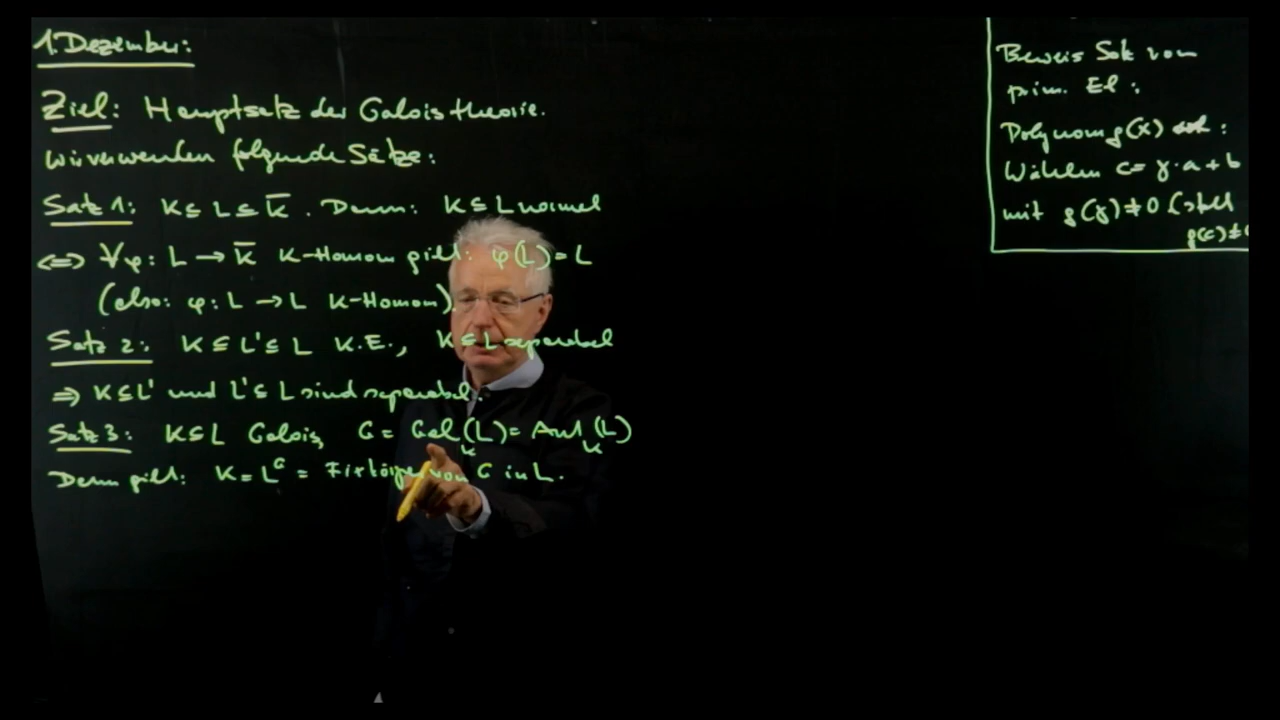 1. Dezember:
Ziel: Hauptsatz der Galoistheorie.
Wir verwenden folgende Sätze:
Satz 1: K ⊆ L ⊆ K̅. Dann: K ⊆ L normal
⇔ ∀φ: L → K̅ K-Homom gilt: φ(L) = L
(also: φ: L → L K-Homom).
Satz 2: K ⊆ L' ⊆ L K.E., K ⊆ L separabel
⇒ K ⊆ L' und L' ⊆ L sind separabel.
Satz 3: K ⊆ L Galois, G = Gal_K(L) = Aut_K(L)
Dann gilt: K = L^G = Fixkörper von G in L.
Beweis Satz vom
prim. El:
Polynom g(x) :
Wählen c = γ·a + b
mit g(γ) ≠ 0 (statt
g(c) ≠